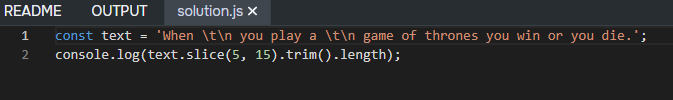 README OUTPUT solution.js ×
1 const text = 'When \t\n you play a \t\n game of thrones you win or you die.';
2 console.log(text.slice(5, 15).trim().length);